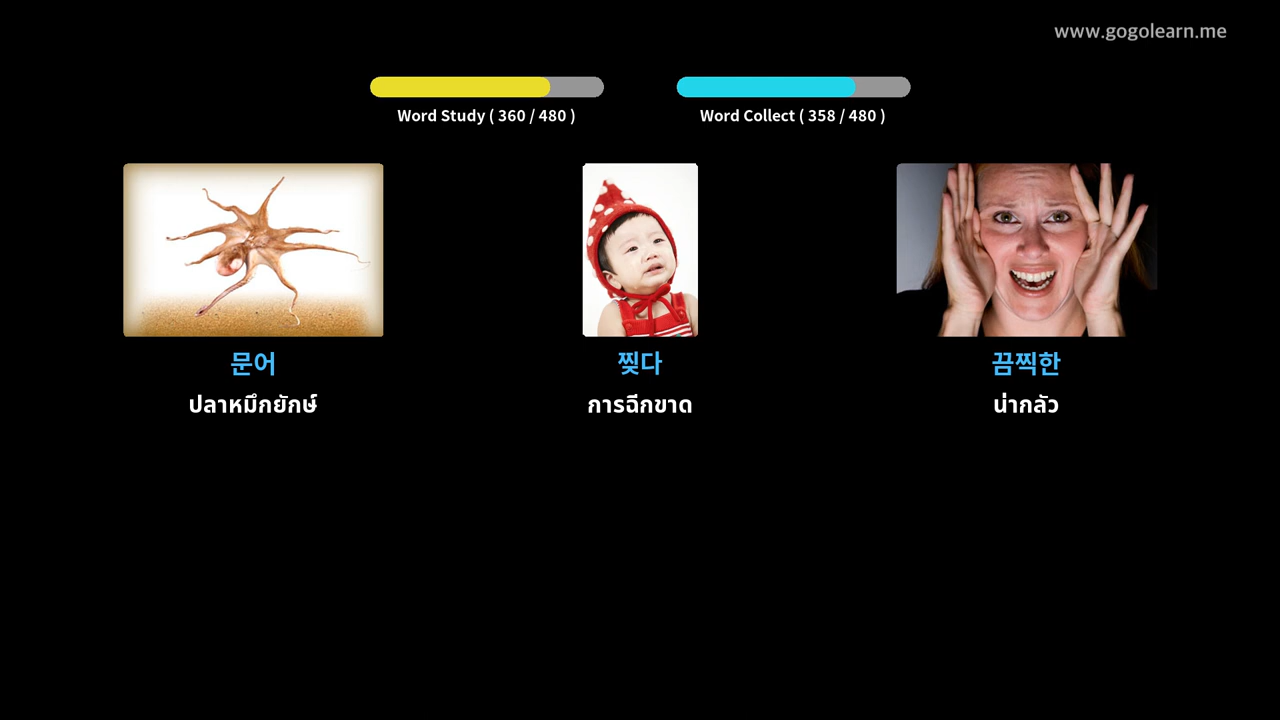 www.gogolearn.me
Word Study ( 360 / 480 )
Word Collect ( 358 / 480 )
문어
찢다
끔찍한
ปลาหมึกยักษ์
การฉีกขาด
น่ากลัว